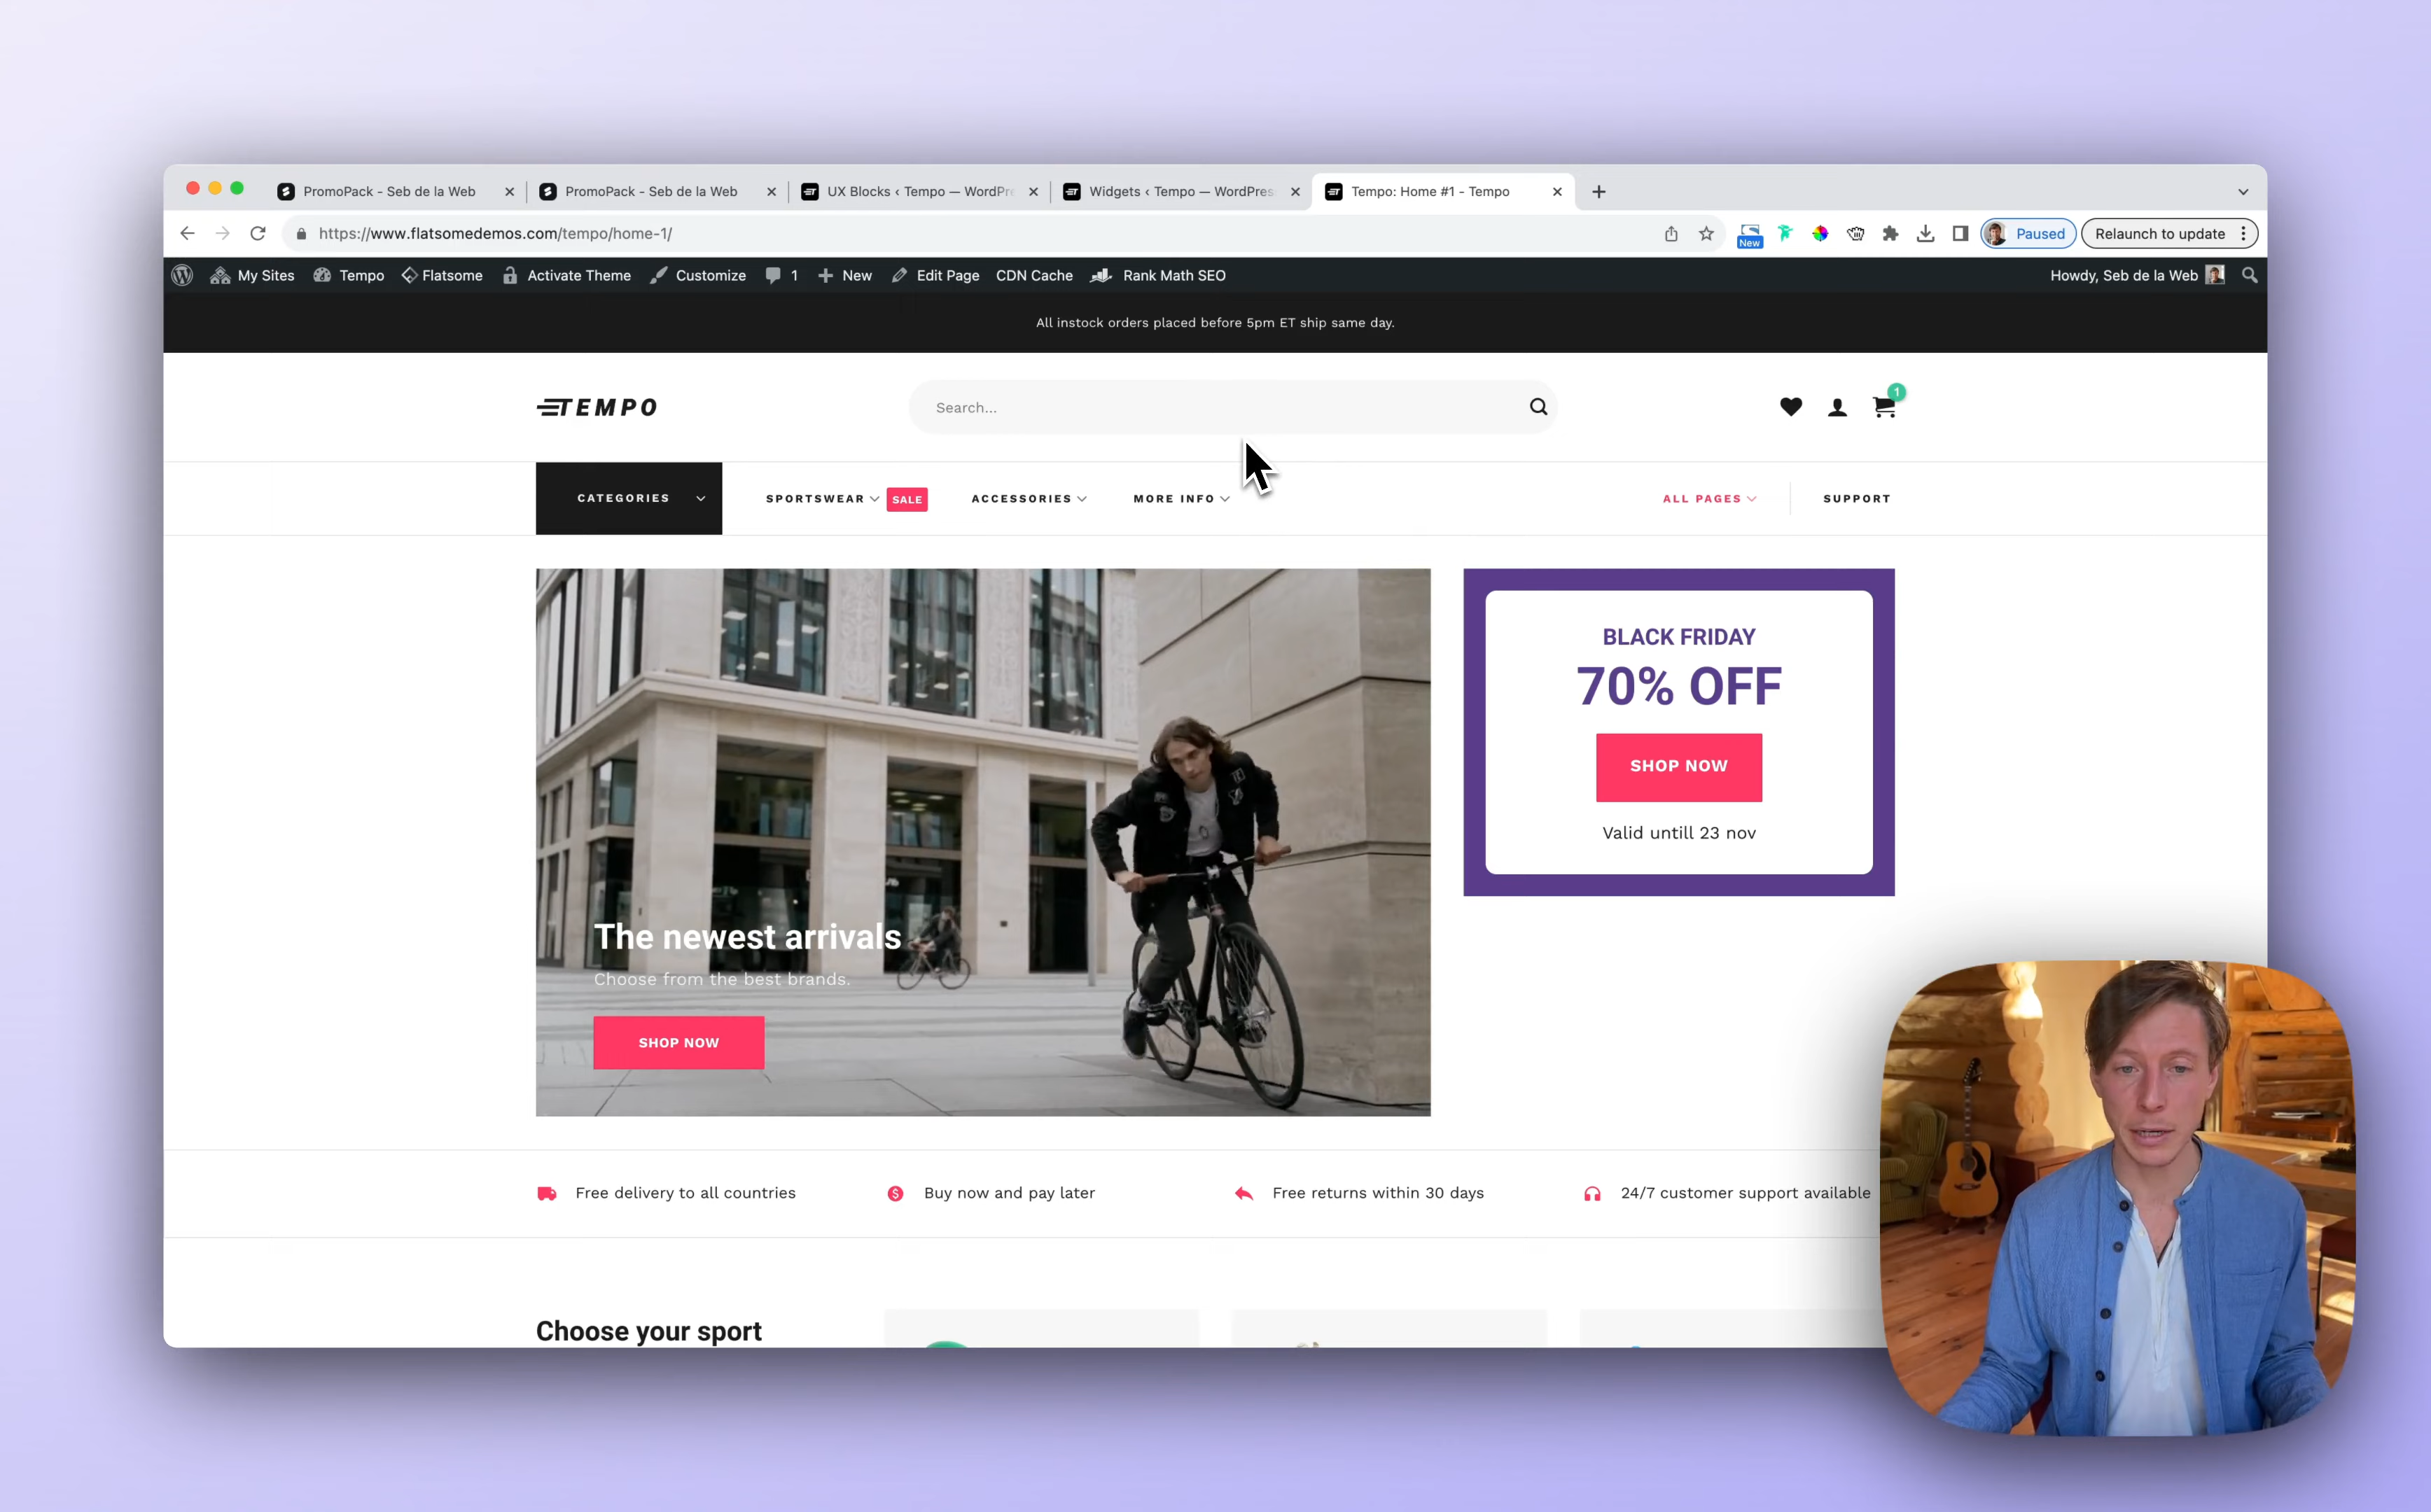 PromoPack - Seb de la Web
PromoPack - Seb de la Web
UX Blocks ‹ Tempo — WordPre
Widgets ‹ Tempo — WordPres
Tempo: Home #1 - Tempo
https://www.flatsomedemos.com/tempo/home-1/
New
Paused
Relaunch to update
My Sites
Tempo
Flatsome
Activate Theme
Customize
1
New
Edit Page
CDN Cache
Rank Math SEO
Howdy, Seb de la Web
All instock orders placed before 5pm ET ship same day.
TEMPO
Search...
1
CATEGORIES
SPORTSWEAR
SALE
ACCESSORIES
MORE INFO
ALL PAGES
SUPPORT
BLACK FRIDAY
70% OFF
SHOP NOW
Valid untill 23 nov
The newest arrivals
Choose from the best brands.
SHOP NOW
Free delivery to all countries
Buy now and pay later
Free returns within 30 days
24/7 customer support available
Choose your sport